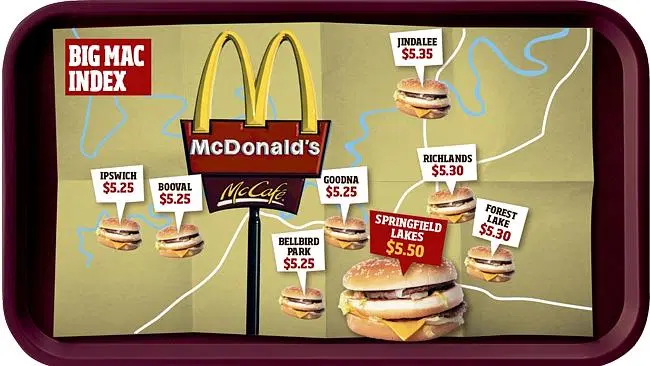 BIG MAC
INDEX
JINDALEE
$5.35
McDonald's
McCafé
IPSWICH
$5.25
BOOVAL
$5.25
GOODNA
$5.25
RICHLANDS
$5.30
FOREST
LAKE
$5.30
SPRINGFIELD
LAKES
$5.50
BELLBIRD
PARK
$5.25